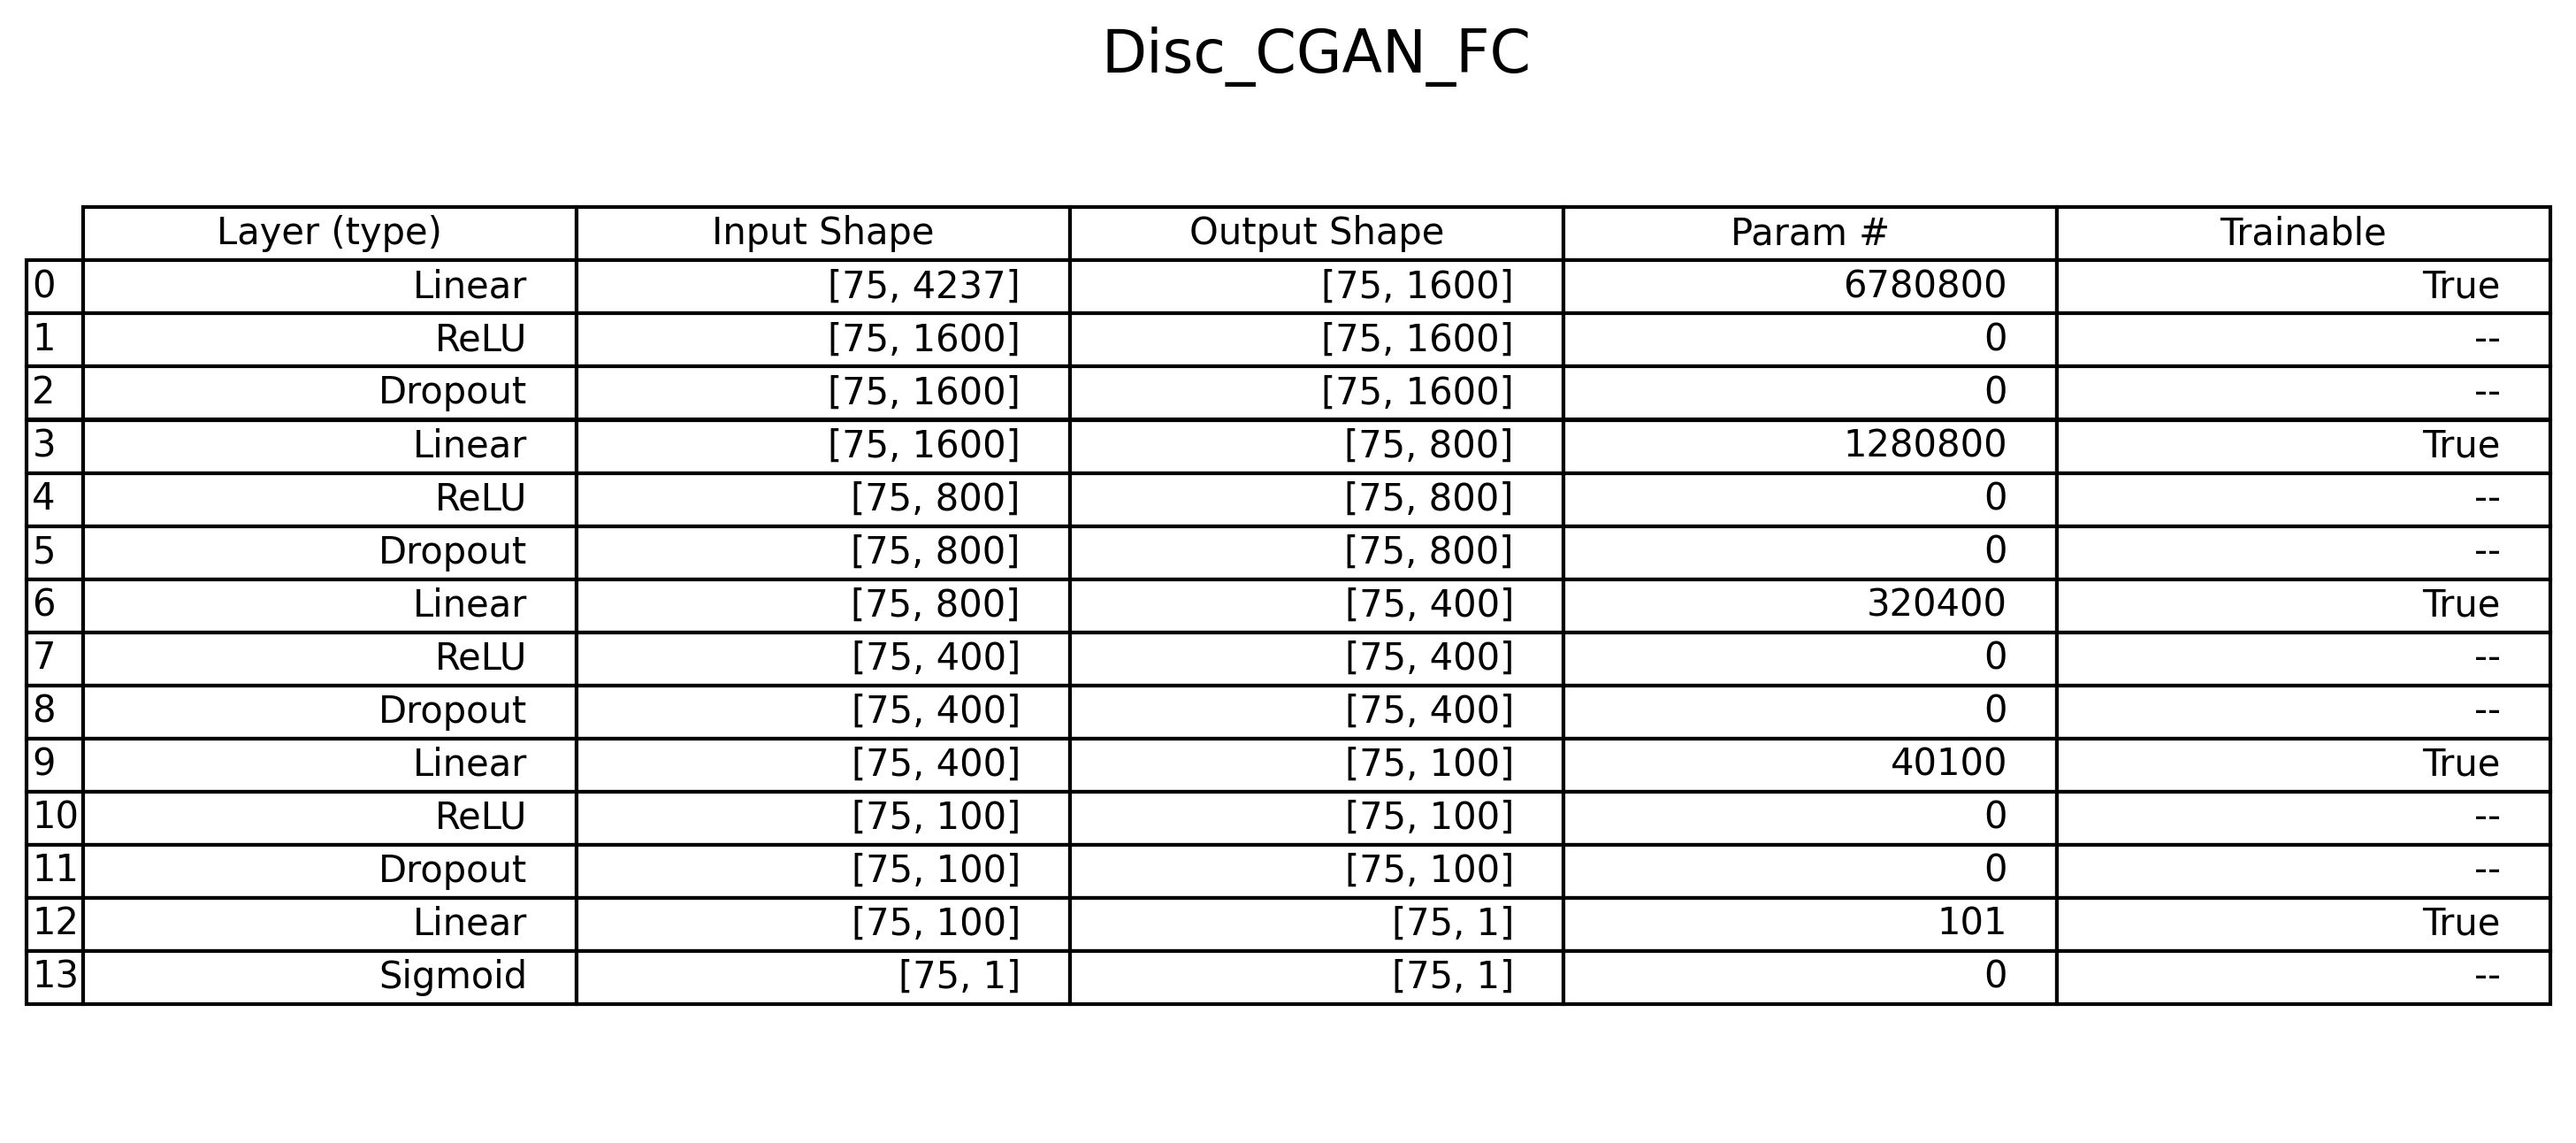 Disc_CGAN_FC
Layer (type) Input Shape Output Shape Param # Trainable
0 Linear [75, 4237] [75, 1600] 6780800 True
1 ReLU [75, 1600] [75, 1600] 0 --
2 Dropout [75, 1600] [75, 1600] 0 --
3 Linear [75, 1600] [75, 800] 1280800 True
4 ReLU [75, 800] [75, 800] 0 --
5 Dropout [75, 800] [75, 800] 0 --
6 Linear [75, 800] [75, 400] 320400 True
7 ReLU [75, 400] [75, 400] 0 --
8 Dropout [75, 400] [75, 400] 0 --
9 Linear [75, 400] [75, 100] 40100 True
10 ReLU [75, 100] [75, 100] 0 --
11 Dropout [75, 100] [75, 100] 0 --
12 Linear [75, 100] [75, 1] 101 True
13 Sigmoid [75, 1] [75, 1] 0 --